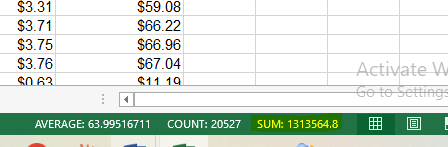 $3.31 $59.08
$3.71 $66.22
$3.75 $66.96
$3.76 $67.04
$0.63 $11.19
Activate W
Go to Settings
AVERAGE: 63.99516711 COUNT: 20527 SUM: 1313564.8